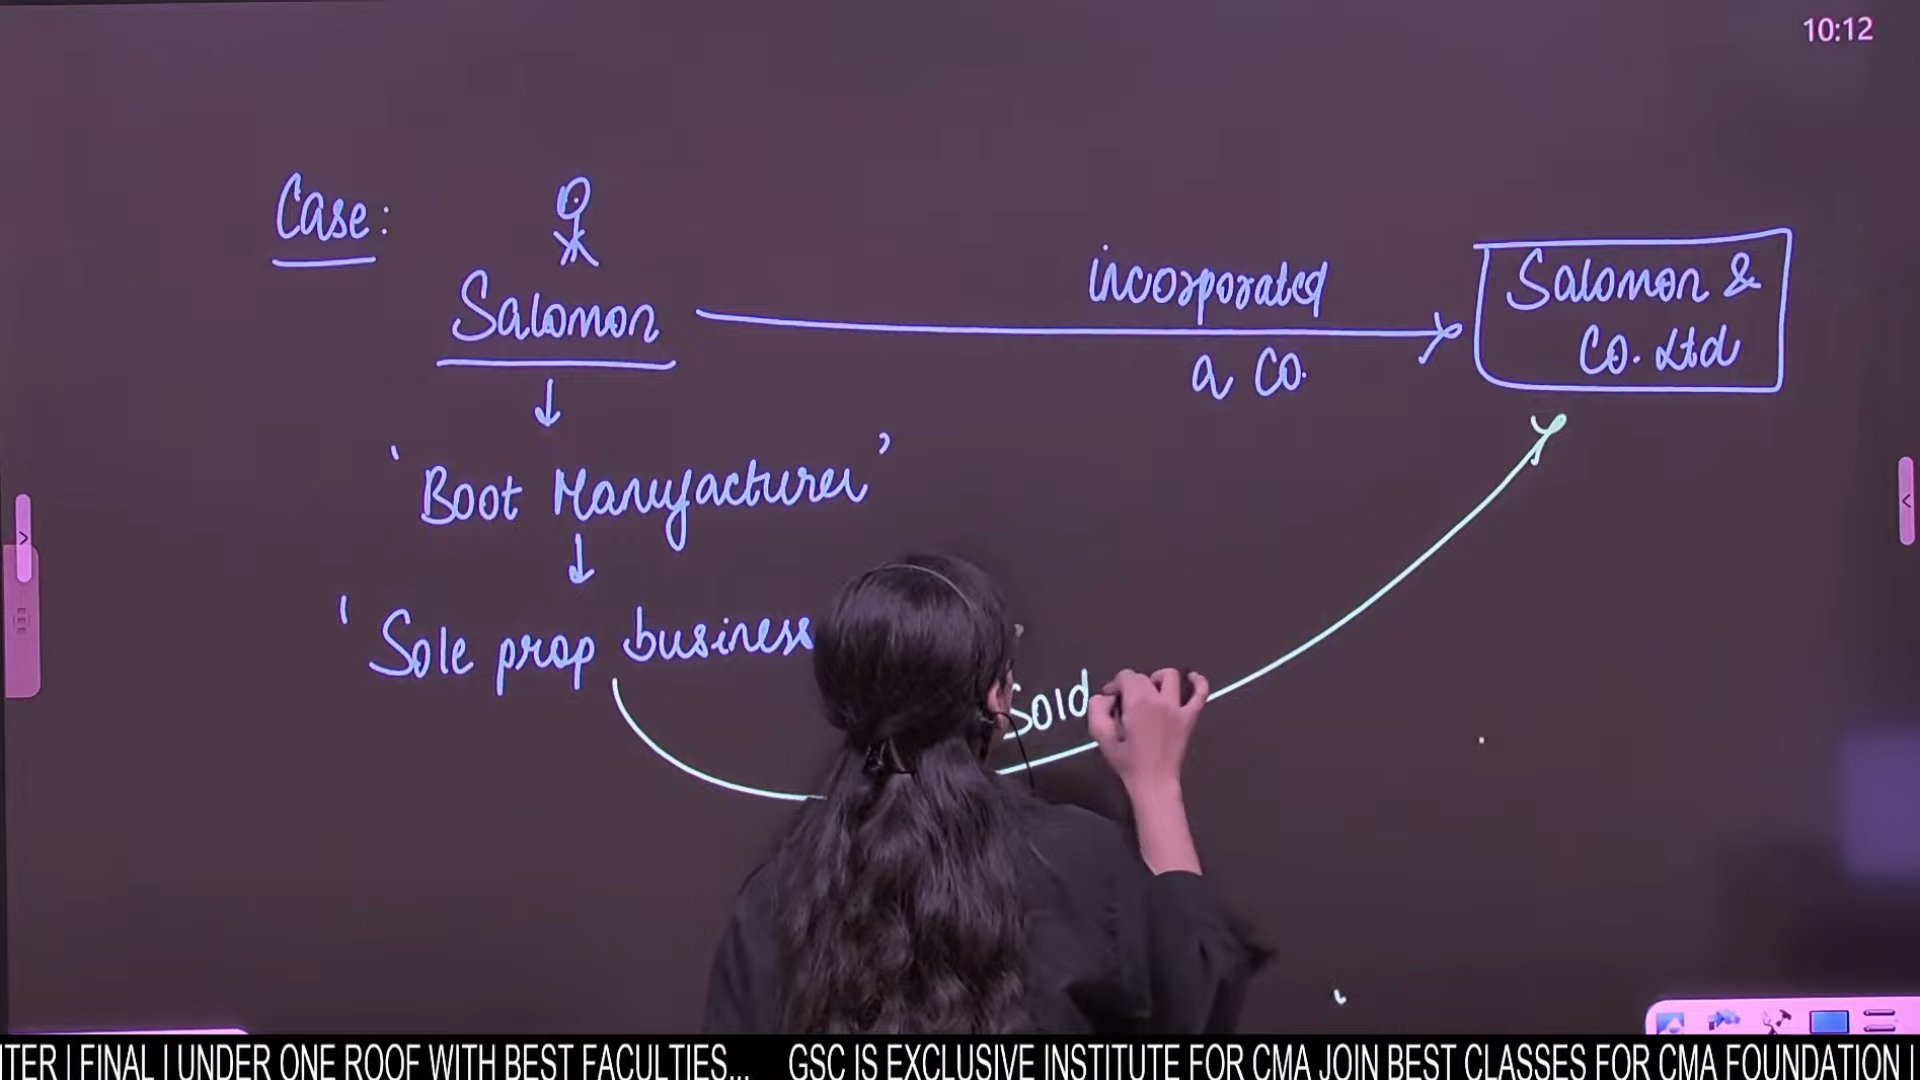 10:12
Case:
Salomon
incorporated
a Co.
Salomon &
Co. Ltd
'Boot Manufacturer'
'Sole prop business
Sold
ITER | FINAL | UNDER ONE ROOF WITH BEST FACULTIES... GSC IS EXCLUSIVE INSTITUTE FOR CMA JOIN BEST CLASSES FOR CMA FOUNDATION |